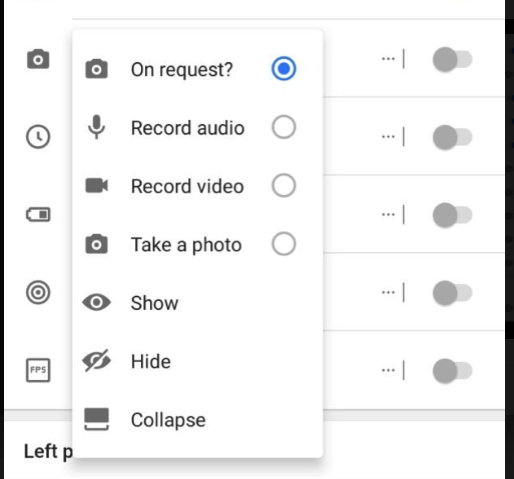 On request?
Record audio
Record video
Take a photo
Show
Hide
FPS
Collapse
Left p